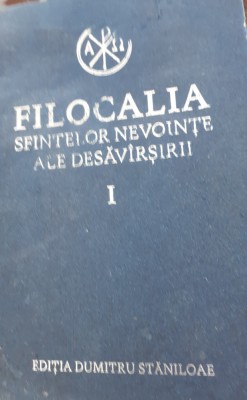 A Ω
FILOCALIA
SFINTELOR NEVOINȚE
ALE DESĂVÎRȘIRII
I
EDIȚIA DUMITRU STĂNILOAE